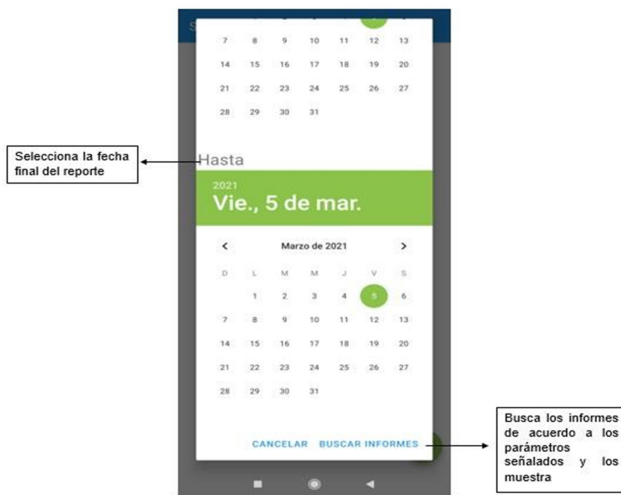 S
7 8 9 10 11 12 13
14 15 16 17 18 19 20
21 22 23 24 25 26 27
28 29 30 31
Selecciona la fecha
final del reporte
Hasta
2021
Vie., 5 de mar.
< Marzo de 2021 >
D L M M J V S
1 2 3 4 5 6
7 8 9 10 11 12 13
14 15 16 17 18 19 20
21 22 23 24 25 26 27
28 29 30 31
CANCELAR BUSCAR INFORMES
Busca los informes
de acuerdo a los
parámetros
señalados y los
muestra